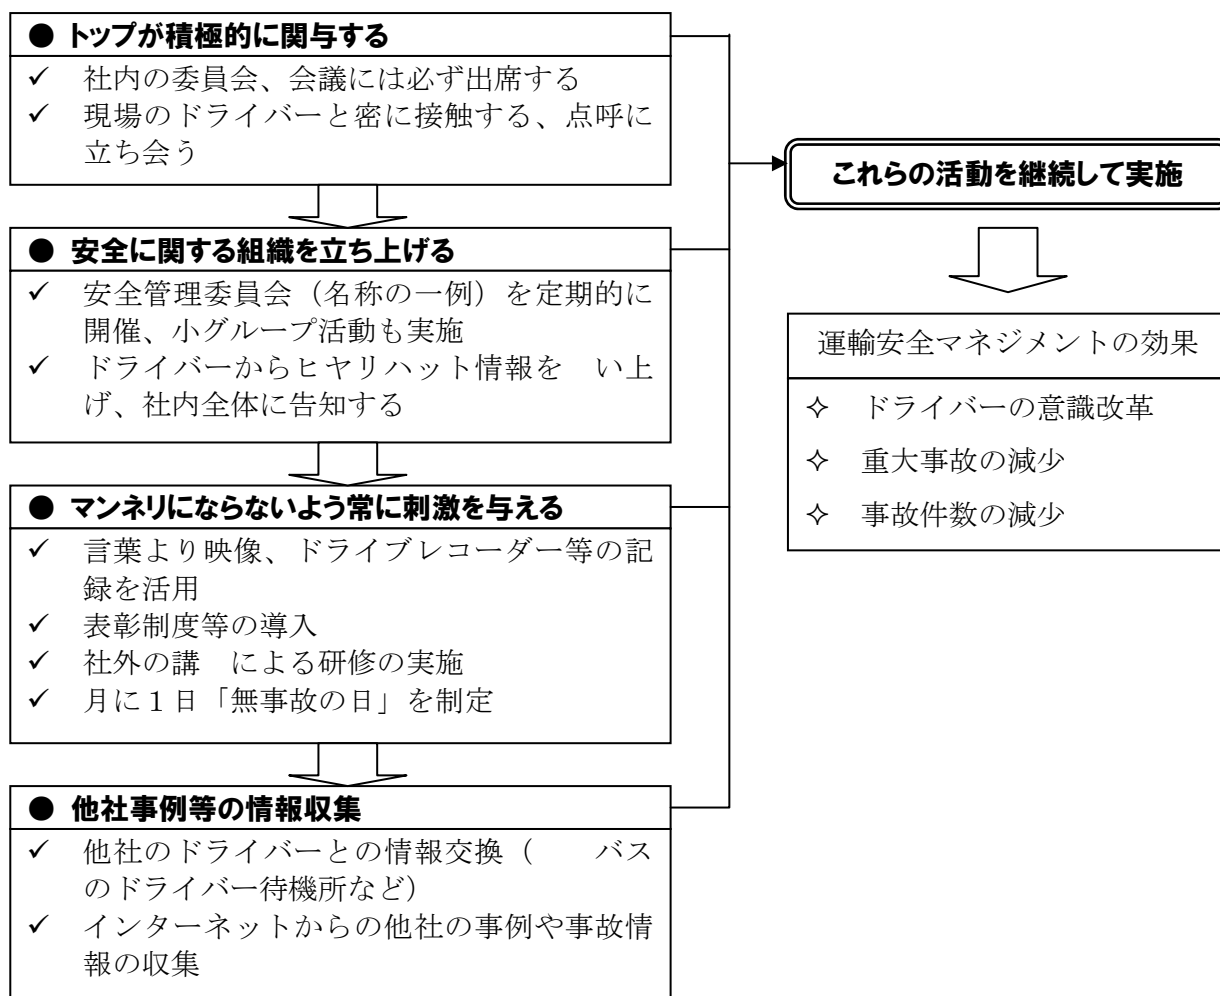 ● トップが積極的に関与する
✓ 社内の委員会、会議には必ず出席する
✓ 現場のドライバーと密に接触する、点呼に
立ち会う
● 安全に関する組織を立ち上げる
✓ 安全管理委員会（名称の一例）を定期的に
開催、小グループ活動も実施
✓ ドライバーからヒヤリハット情報を　い上
げ、社内全体に告知する
● マンネリにならないよう常に刺激を与える
✓ 言葉より映像、ドライブレコーダー等の記
録を活用
✓ 表彰制度等の導入
✓ 社外の講　による研修の実施
✓ 月に１日「無事故の日」を制定
● 他社事例等の情報収集
✓ 他社のドライバーとの情報交換（　　バス
のドライバー待機所など）
✓ インターネットからの他社の事例や事故情
報の収集
これらの活動を継続して実施
運輸安全マネジメントの効果
✧ ドライバーの意識改革
✧ 重大事故の減少
✧ 事故件数の減少